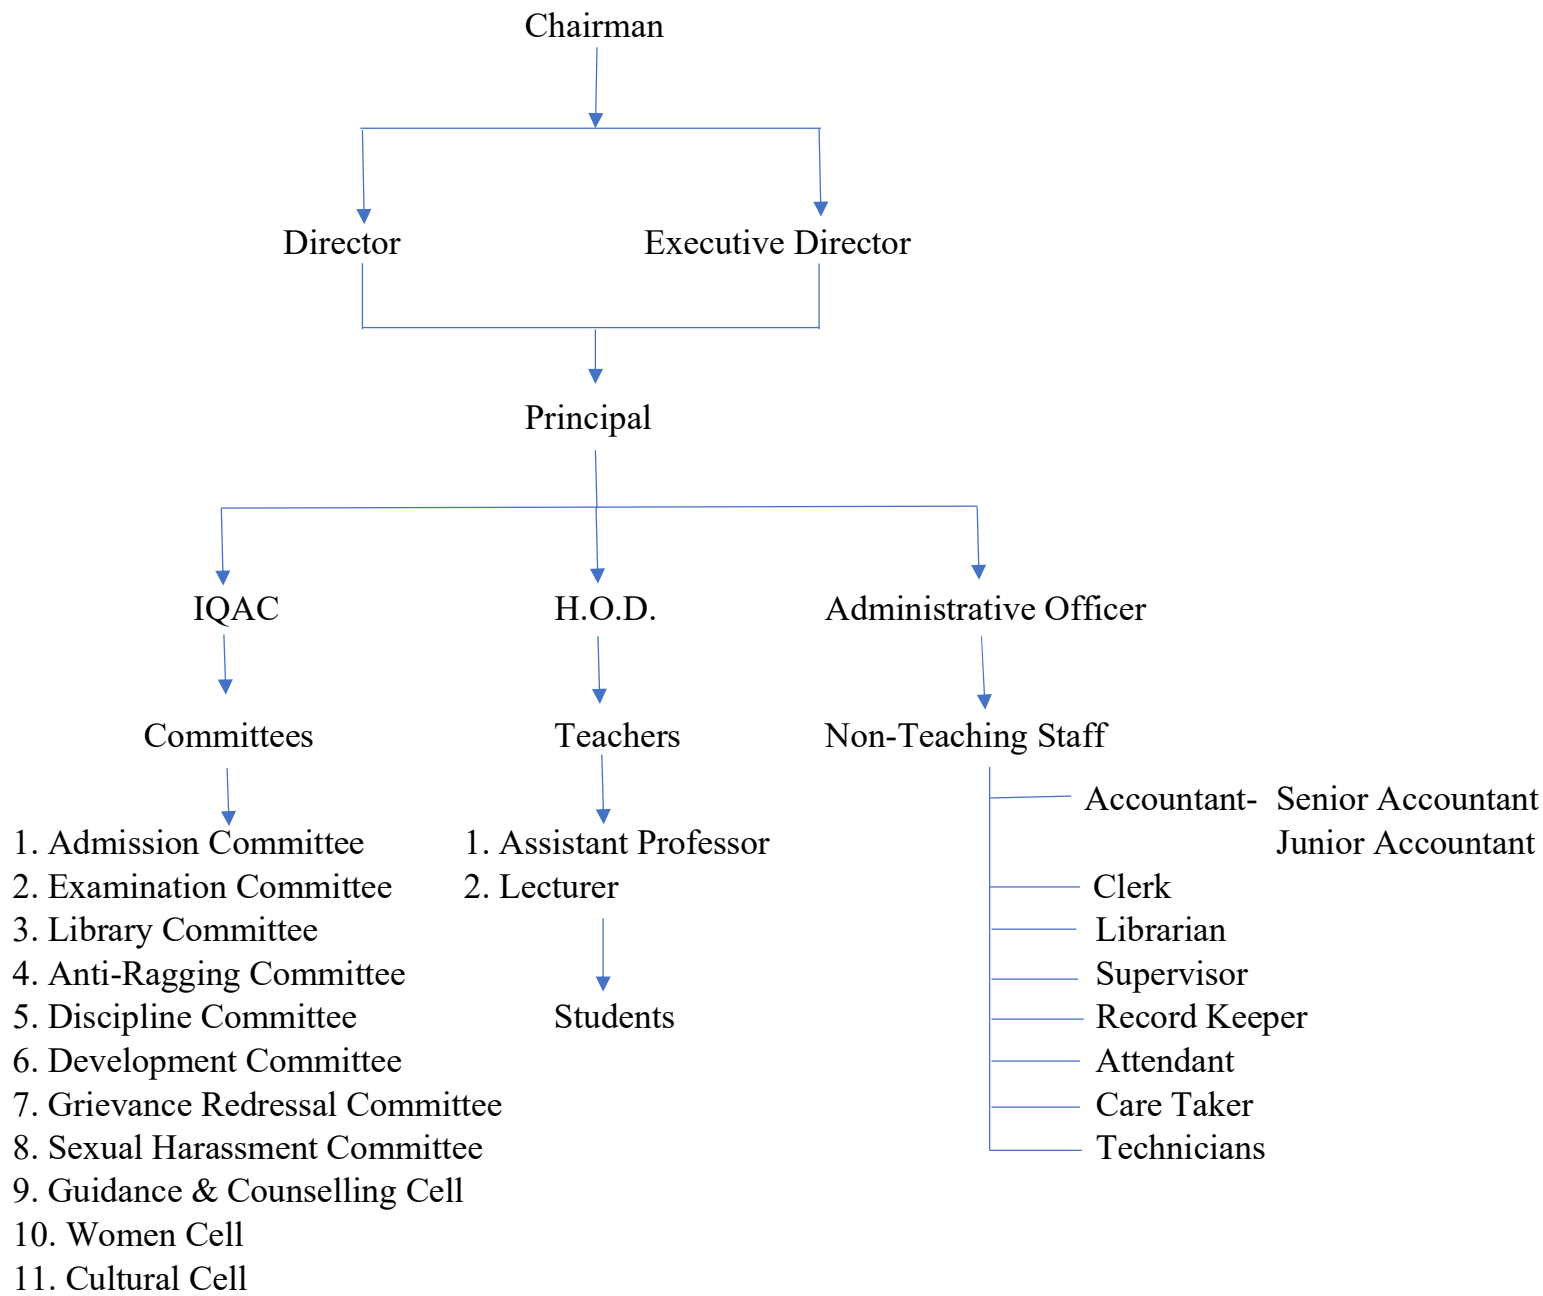 Chairman
Director
Executive Director
Principal
IQAC
H.O.D.
Administrative Officer
Committees
Teachers
Non-Teaching Staff
1. Admission Committee
2. Examination Committee
3. Library Committee
4. Anti-Ragging Committee
5. Discipline Committee
6. Development Committee
7. Grievance Redressal Committee
8. Sexual Harassment Committee
9. Guidance & Counselling Cell
10. Women Cell
11. Cultural Cell
1. Assistant Professor
2. Lecturer
Students
Accountant- Senior Accountant
Junior Accountant
Clerk
Librarian
Supervisor
Record Keeper
Attendant
Care Taker
Technicians